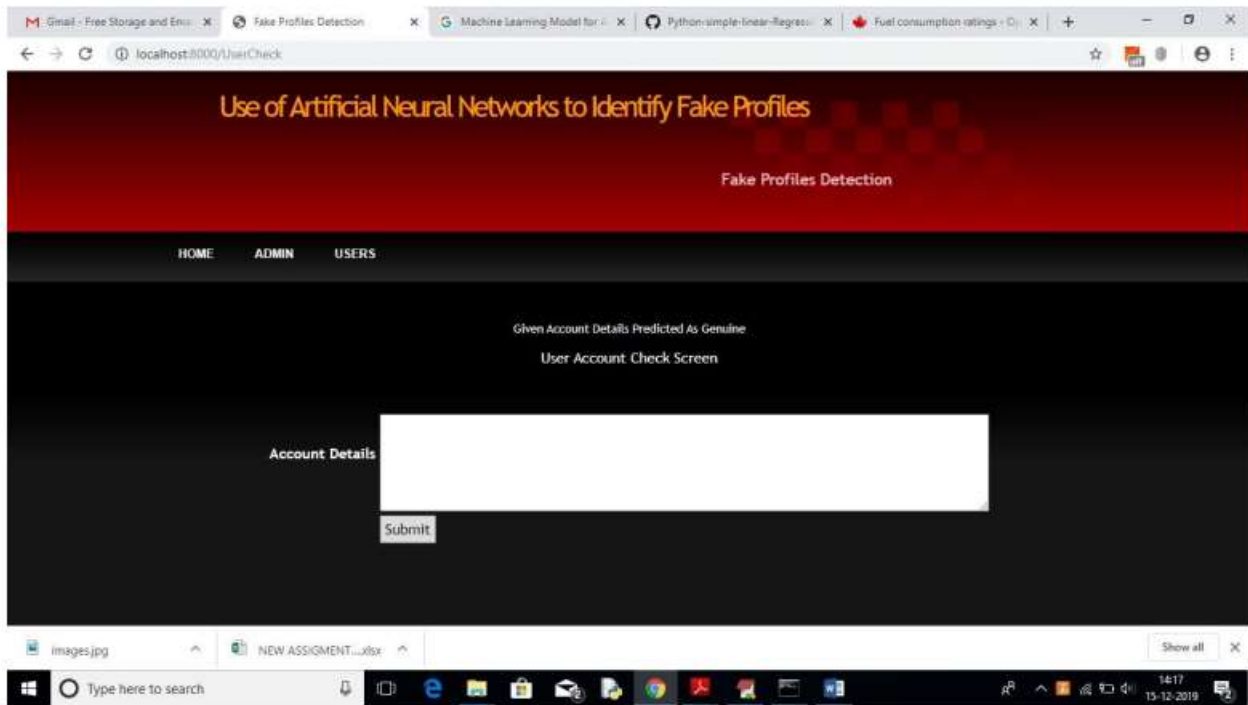 Gmail - Free Storage and Em
Fake Profiles Detection
Machine Learning Model for
Python-simple-linear-Regress
Fuel consumption ratings - O
localhost:8000/UserCheck
Use of Artificial Neural Networks to Identify Fake Profiles
Fake Profiles Detection
HOME ADMIN USERS
Given Account Details Predicted As Genuine
User Account Check Screen
Account Details
Submit
images.jpg
NEW ASSIGMENT....xlsx
Show all
Type here to search
14:17
15-12-2019